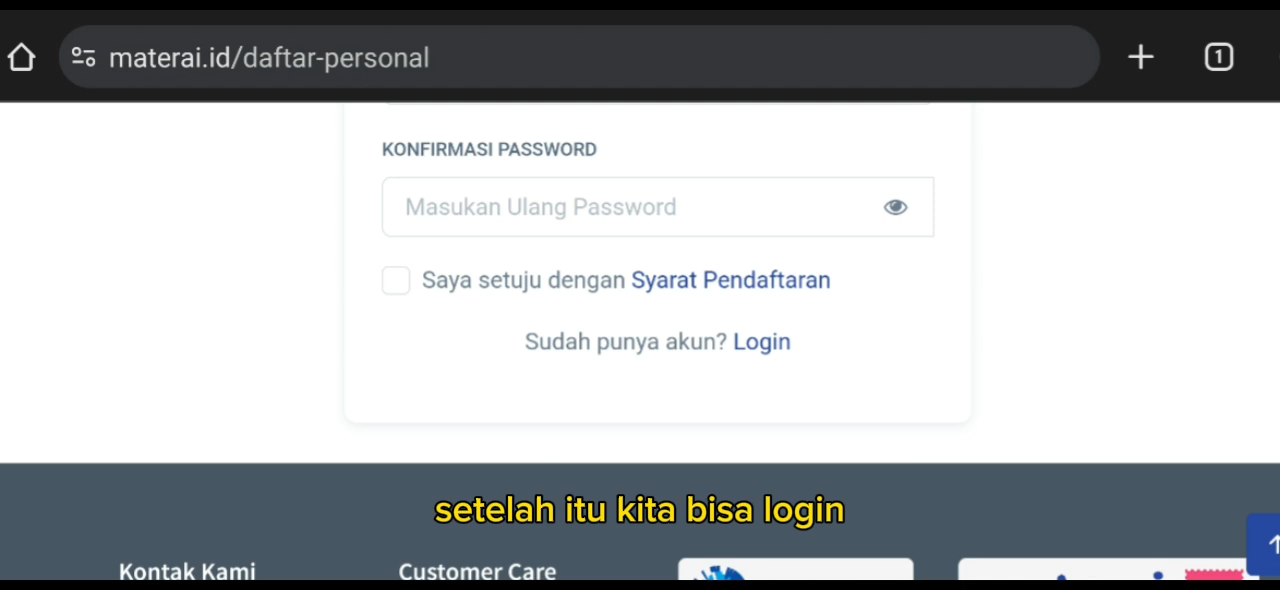 materai.id/daftar-personal
1
KONFIRMASI PASSWORD
Masukan Ulang Password
Saya setuju dengan Syarat Pendaftaran
Sudah punya akun? Login
setelah itu kita bisa login
Kontak Kami
Customer Care